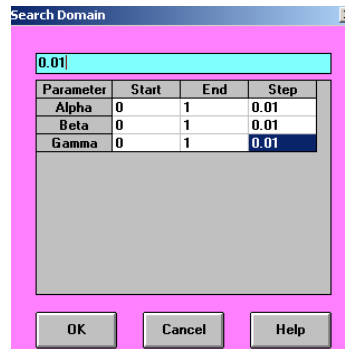 Search Domain
0.01
Parameter Start End Step
Alpha 0 1 0.01
Beta 0 1 0.01
Gamma 0 1 0.01
OK Cancel Help